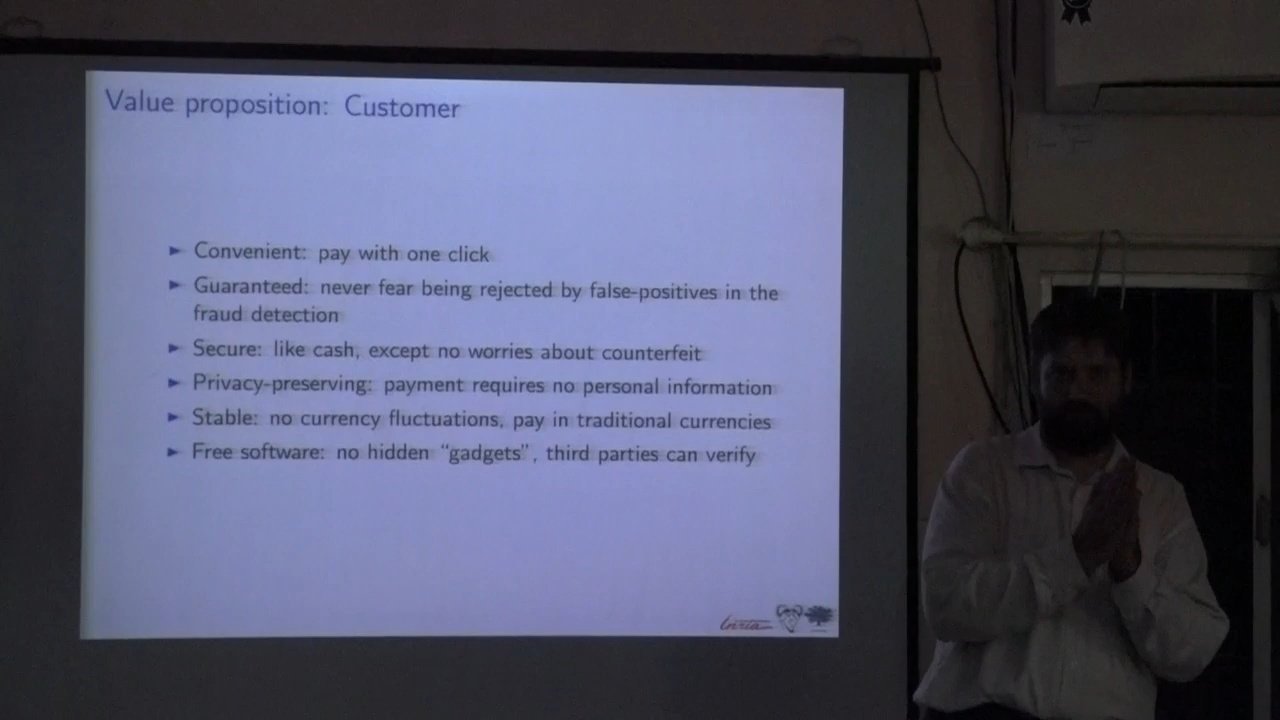 Value proposition: Customer
► Convenient: pay with one click
► Guaranteed: never fear being rejected by false-positives in the
fraud detection
► Secure: like cash, except no worries about counterfeit
► Privacy-preserving: payment requires no personal information
► Stable: no currency fluctuations, pay in traditional currencies
► Free software: no hidden “gadgets”, third parties can verify
Inria